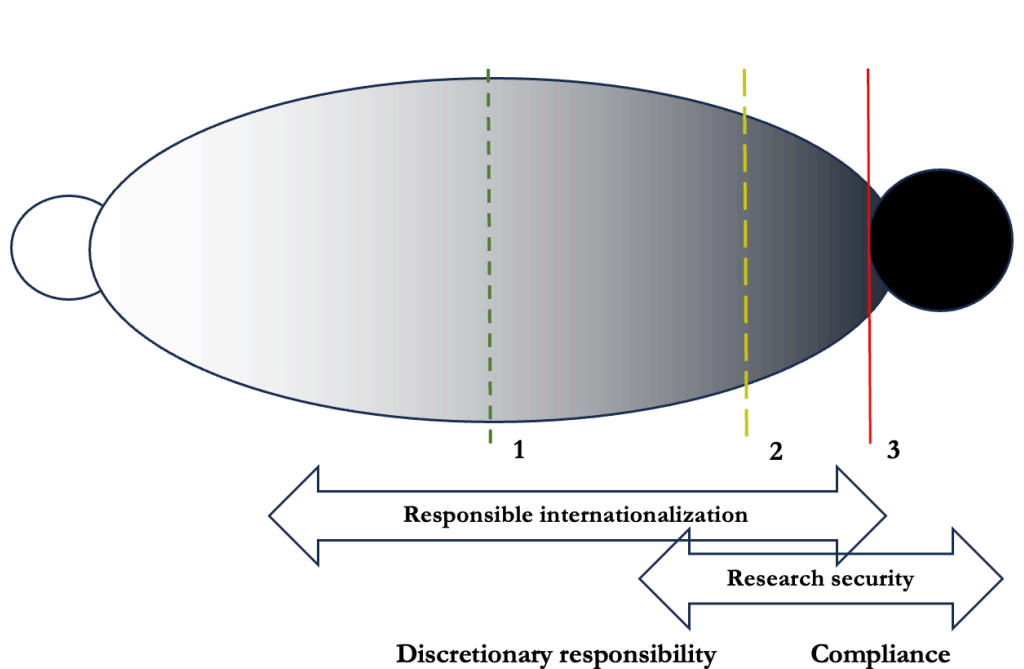 1
2
3
Responsible internationalization
Research security
Discretionary responsibility
Compliance